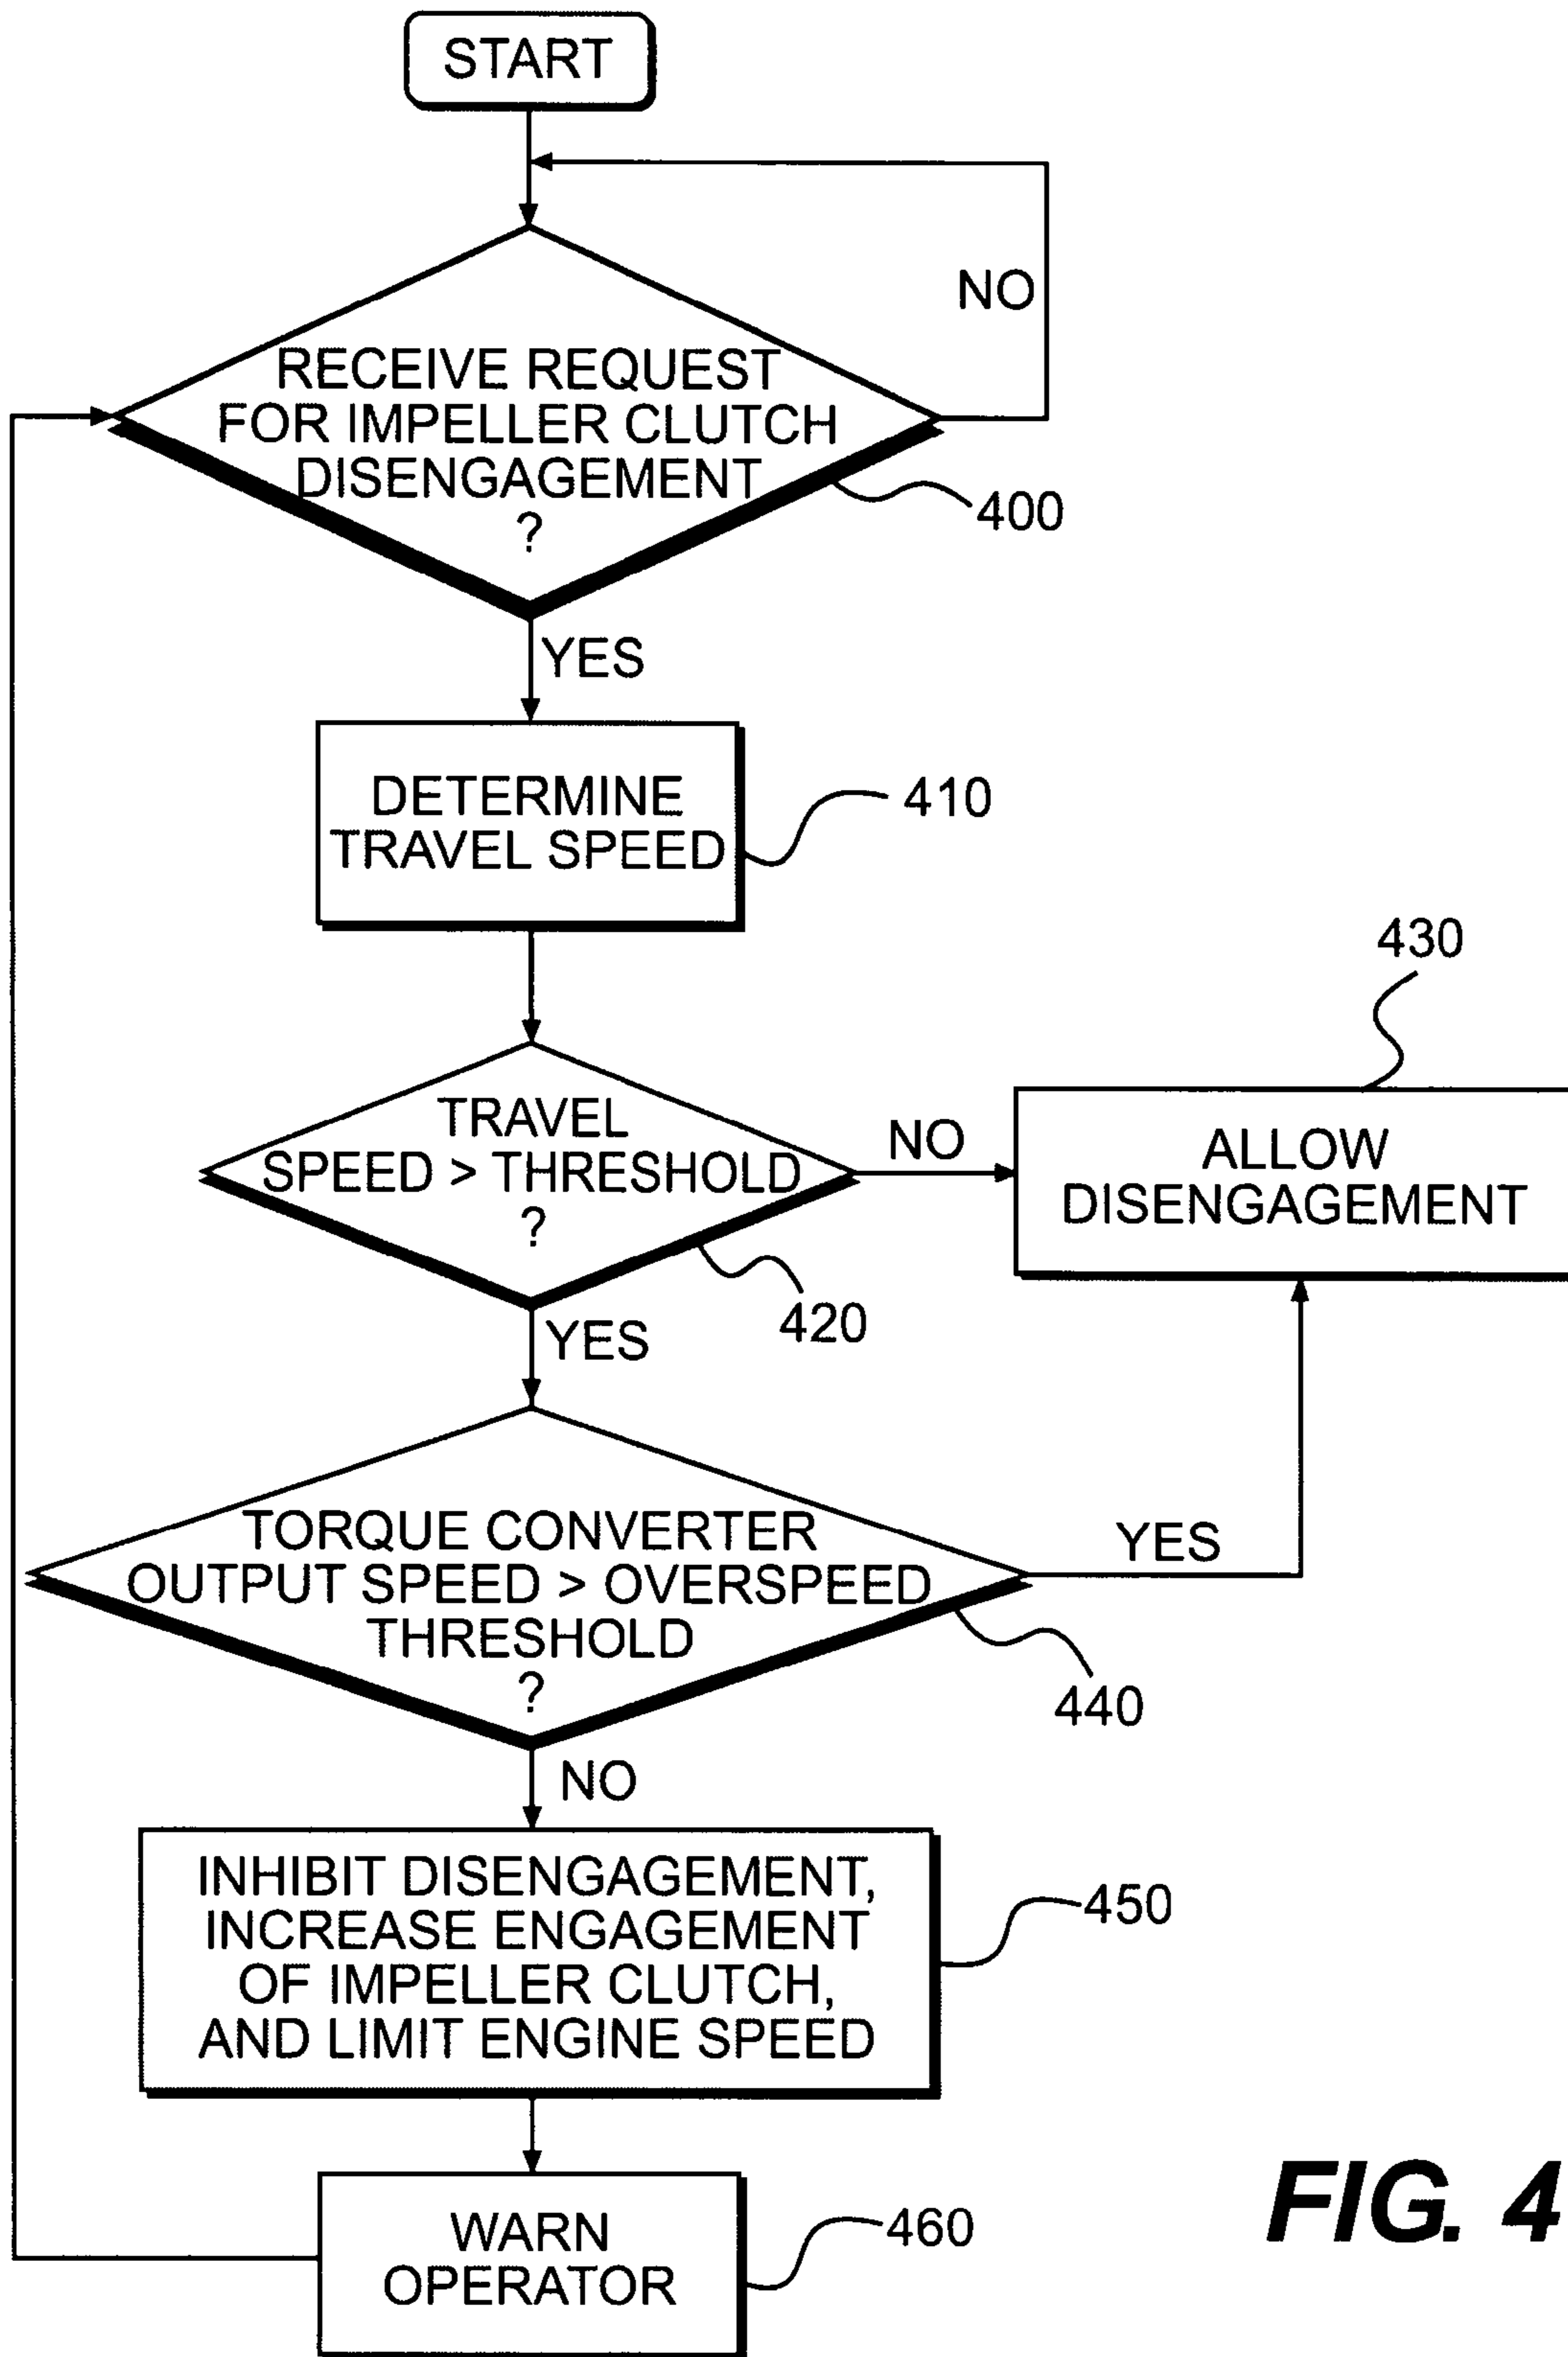 START
NO
RECEIVE REQUEST
FOR IMPELLER CLUTCH
DISENGAGEMENT
?
400
YES
DETERMINE
TRAVEL SPEED
410
430
TRAVEL
SPEED > THRESHOLD
?
NO
ALLOW
DISENGAGEMENT
420
YES
TORQUE CONVERTER
OUTPUT SPEED > OVERSPEED
THRESHOLD
?
YES
440
NO
INHIBIT DISENGAGEMENT,
INCREASE ENGAGEMENT
OF IMPELLER CLUTCH,
AND LIMIT ENGINE SPEED
450
WARN
OPERATOR
460
FIG. 4